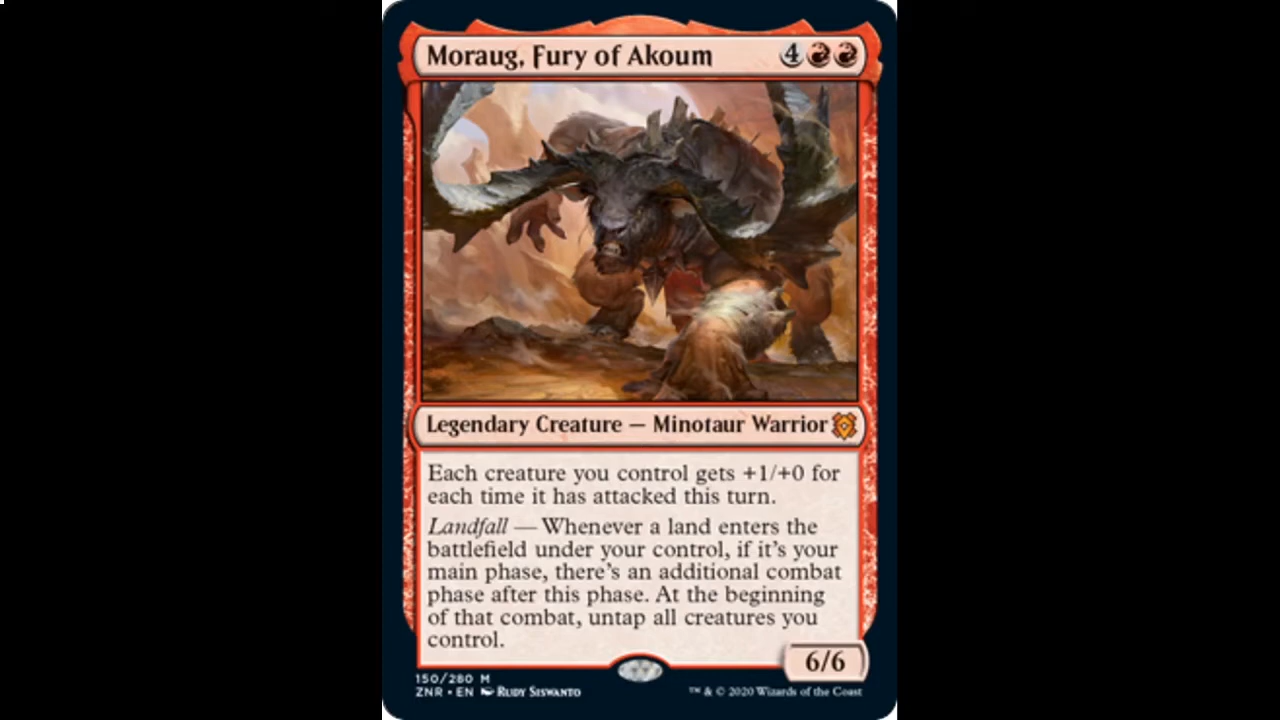 Moraug, Fury of Akoum 4
Legendary Creature — Minotaur Warrior
Each creature you control gets +1/+0 for
each time it has attacked this turn.
Landfall — Whenever a land enters the
battlefield under your control, if it's your
main phase, there's an additional combat
phase after this phase. At the beginning
of that combat, untap all creatures you
control.
6/6
150/280 M
ZNR • EN Rudy Siswanto
™ & © 2020 Wizards of the Coast